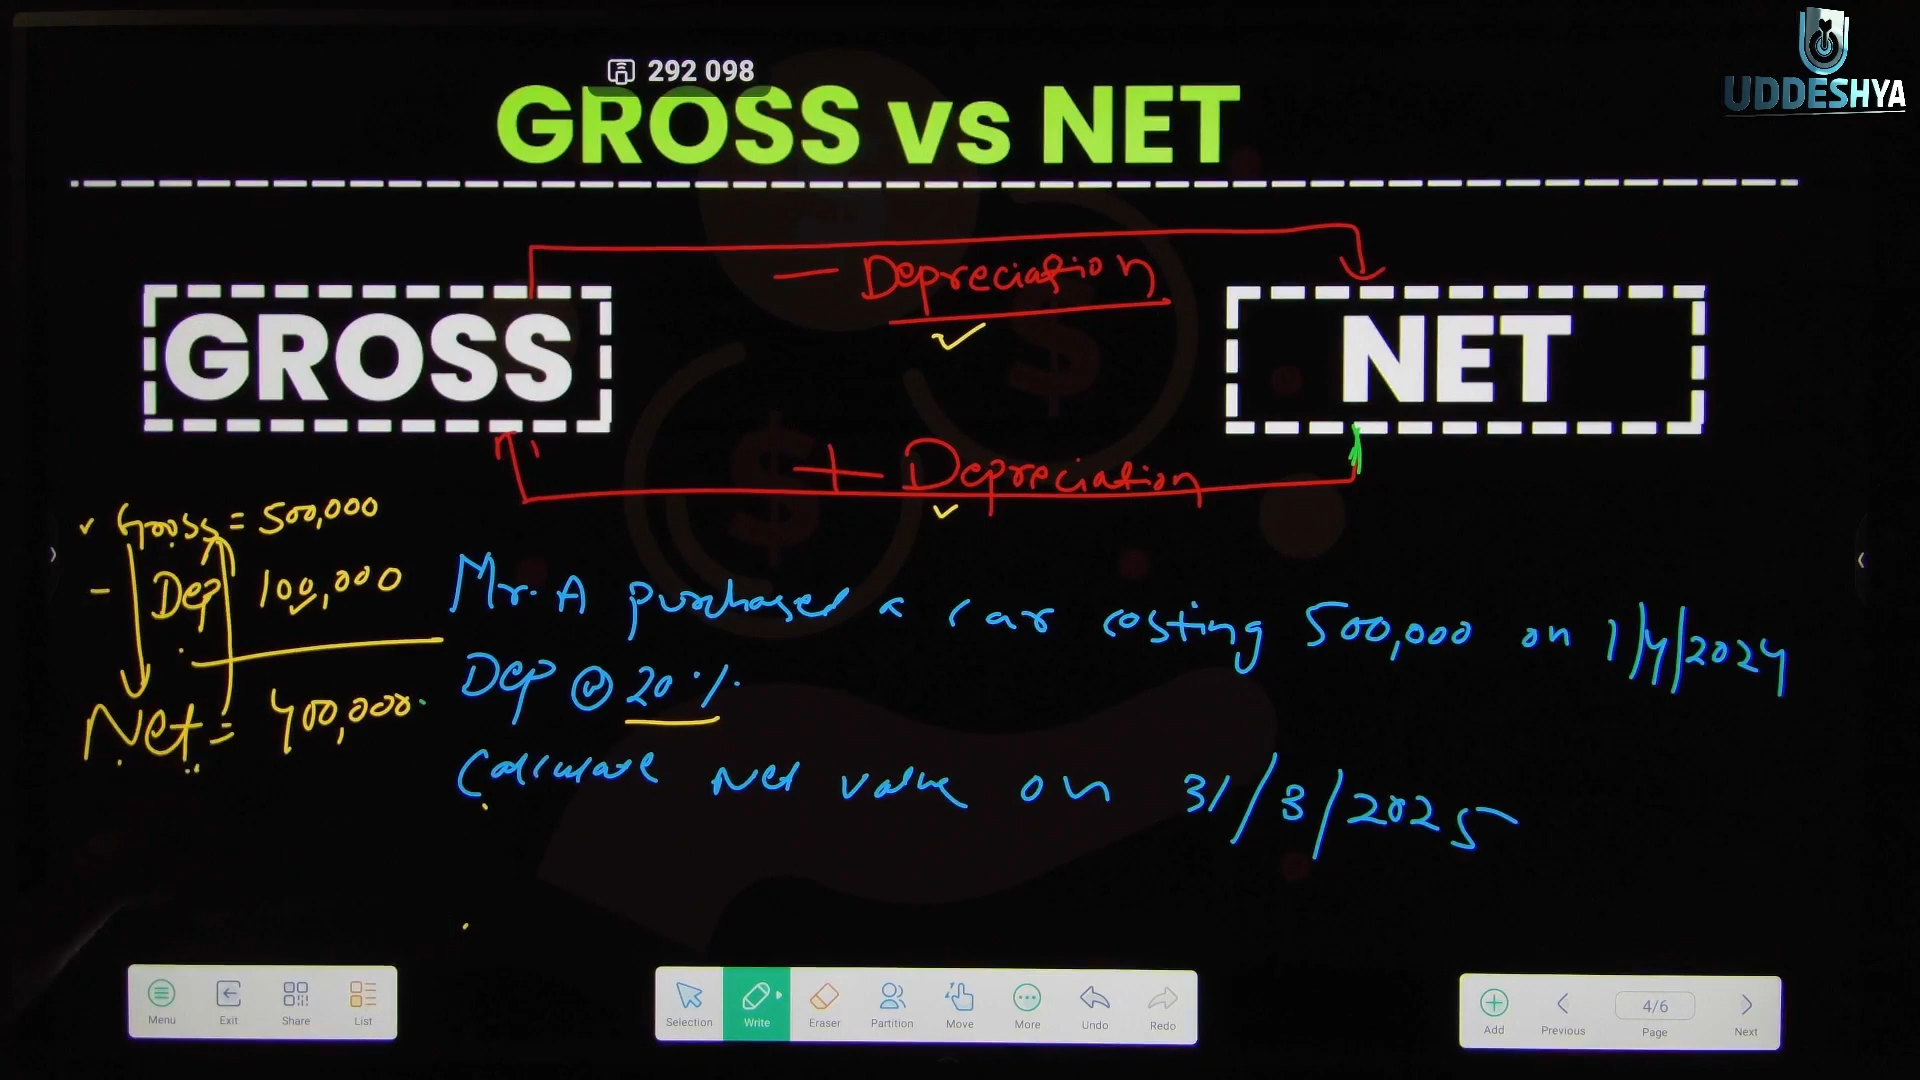 292 098
UDDESHYA
GROSS vs NET
- Depreciation
GROSS
NET
+ Depreciation
Gross = 500,000
- Dep 100,000
Net = 400,000
Mr. A purchased a car costing 500,000 on 1/4/2024
Dep @ 20%
Calculate Net value on 31/3/2025
Menu
Exit
Share
List
Selection
Write
Eraser
Partition
Move
More
Undo
Redo
Add
Previous
4/6
Page
Next